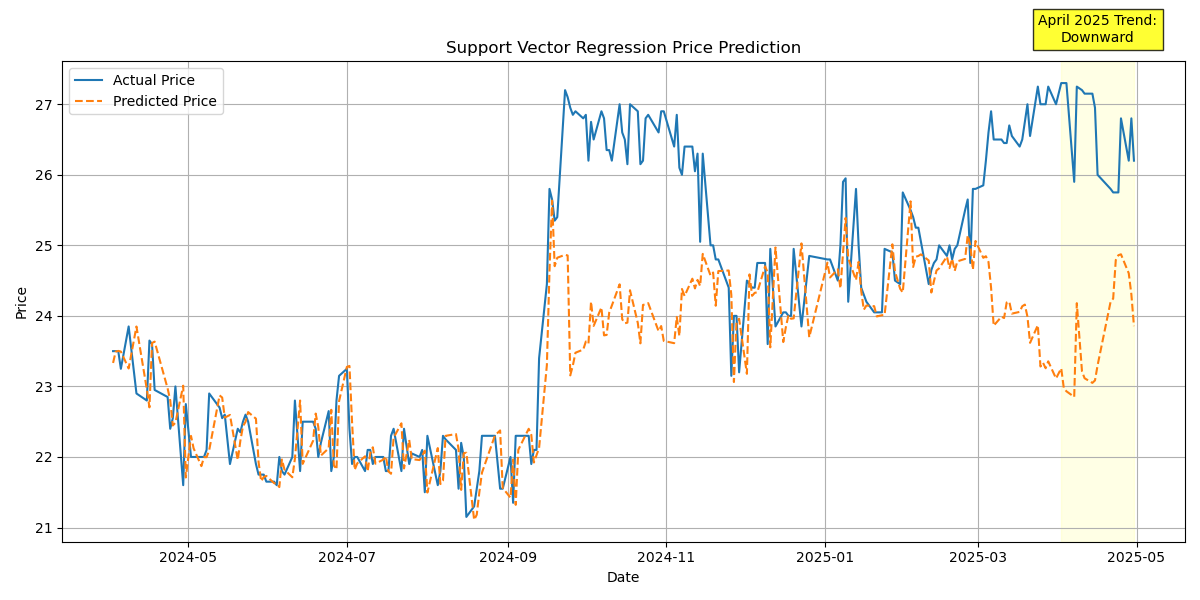 April 2025 Trend:
Downward
Support Vector Regression Price Prediction
Actual Price
Predicted Price
Price
27
26
25
24
23
22
21
2024-05 2024-07 2024-09 2024-11 2025-01 2025-03 2025-05
Date